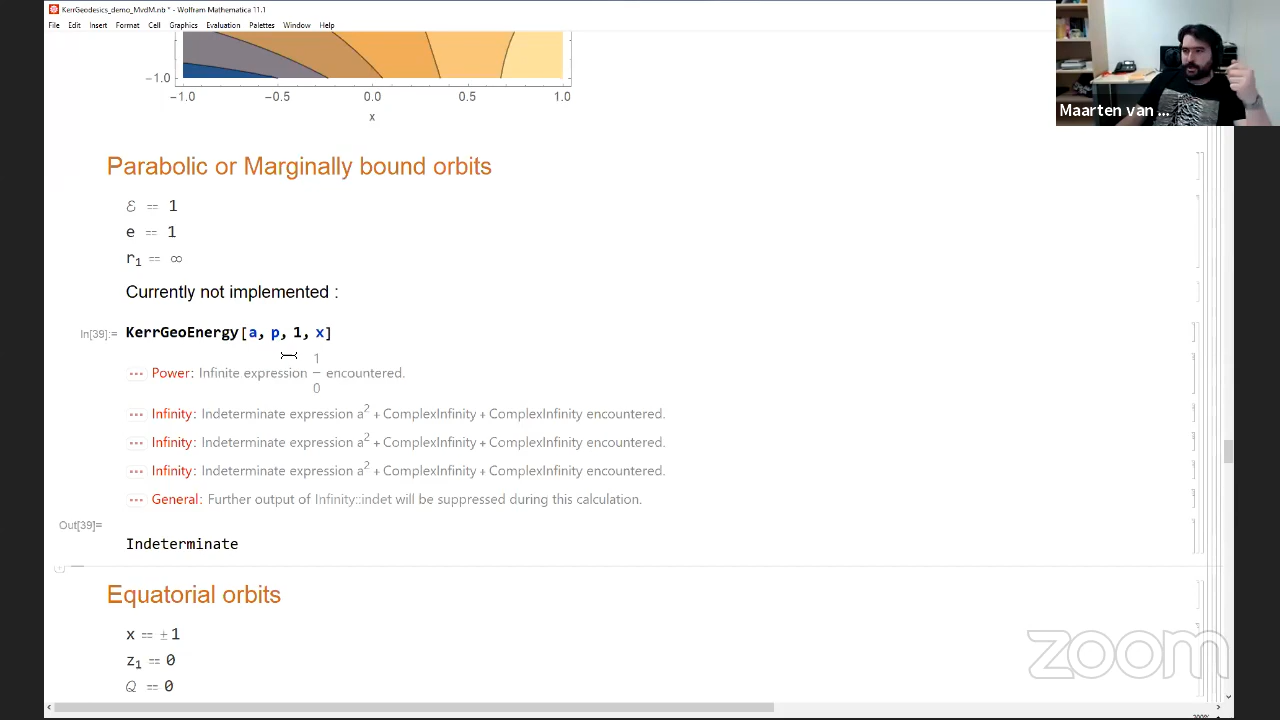 KerrGeodesics_demo_MvdM.nb * - Wolfram Mathematica 11.1
File Edit Insert Format Cell Graphics Evaluation Palettes Window Help
-1.0
-1.0 -0.5 0.0 0.5 1.0
x
Maarten van ...
Parabolic or Marginally bound orbits
ℰ == 1
e == 1
r₁ == ∞
Currently not implemented :
In[39]:= KerrGeoEnergy[a, p, 1, x]
... Power: Infinite expression 1/0 encountered.
... Infinity: Indeterminate expression a² + ComplexInfinity + ComplexInfinity encountered.
... Infinity: Indeterminate expression a² + ComplexInfinity + ComplexInfinity encountered.
... Infinity: Indeterminate expression a² + ComplexInfinity + ComplexInfinity encountered.
... General: Further output of Infinity::indet will be suppressed during this calculation.
Out[39]=
Indeterminate
Equatorial orbits
x == ±1
z₁ == 0
Q == 0
zoom
200%